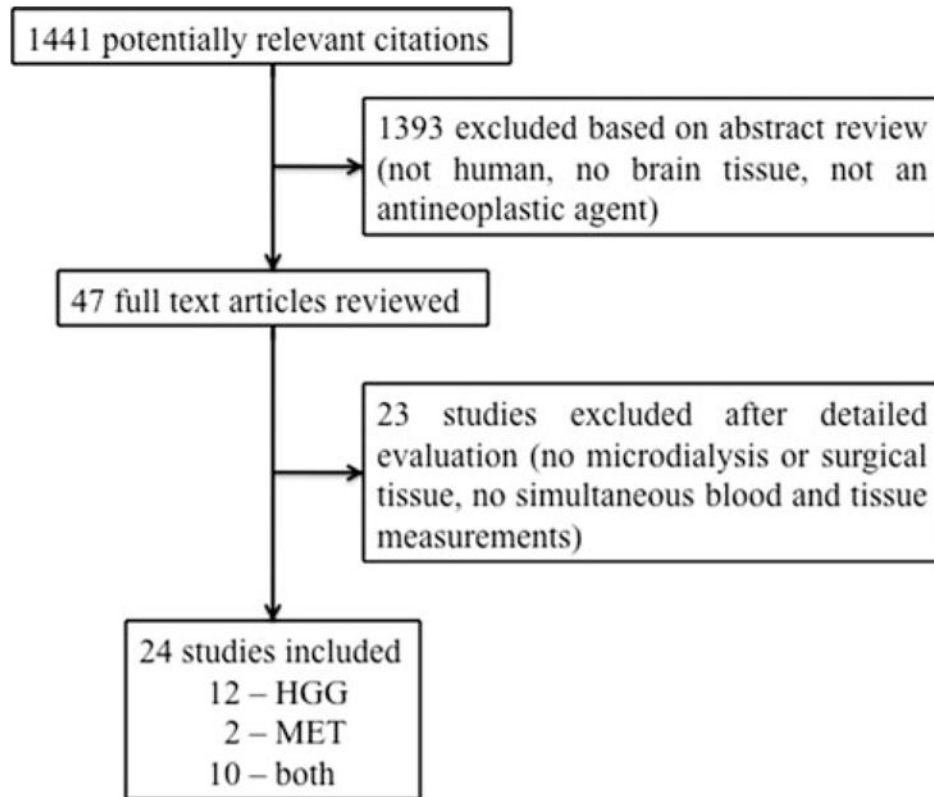 1441 potentially relevant citations
1393 excluded based on abstract review
(not human, no brain tissue, not an
antineoplastic agent)
47 full text articles reviewed
23 studies excluded after detailed
evaluation (no microdialysis or surgical
tissue, no simultaneous blood and tissue
measurements)
24 studies included
12 – HGG
2 – MET
10 – both